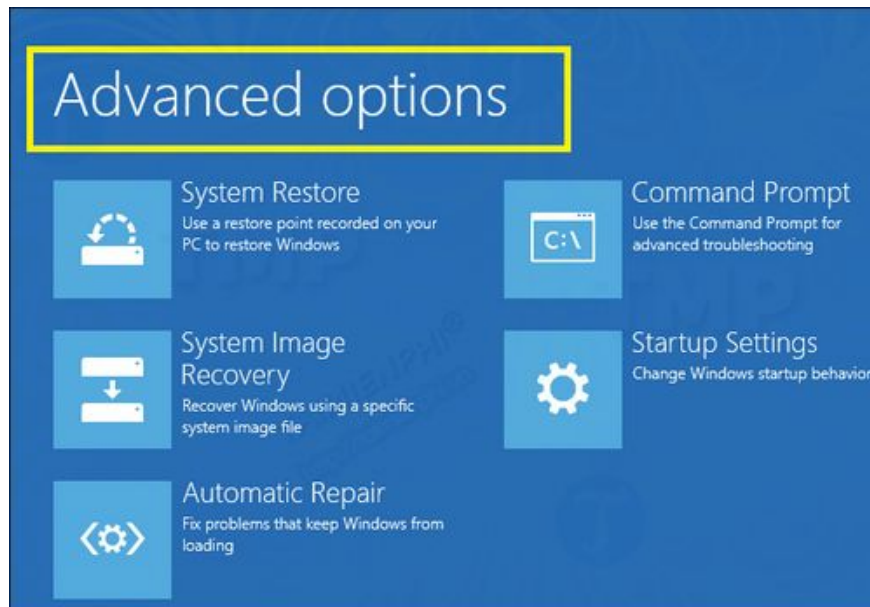 Advanced options
System Restore
Use a restore point recorded on your
PC to restore Windows
System Image
Recovery
Recover Windows using a specific
system image file
Automatic Repair
Fix problems that keep Windows from
loading
C:\
Command Prompt
Use the Command Prompt for
advanced troubleshooting
Startup Settings
Change Windows startup behavior
TMP
TMP